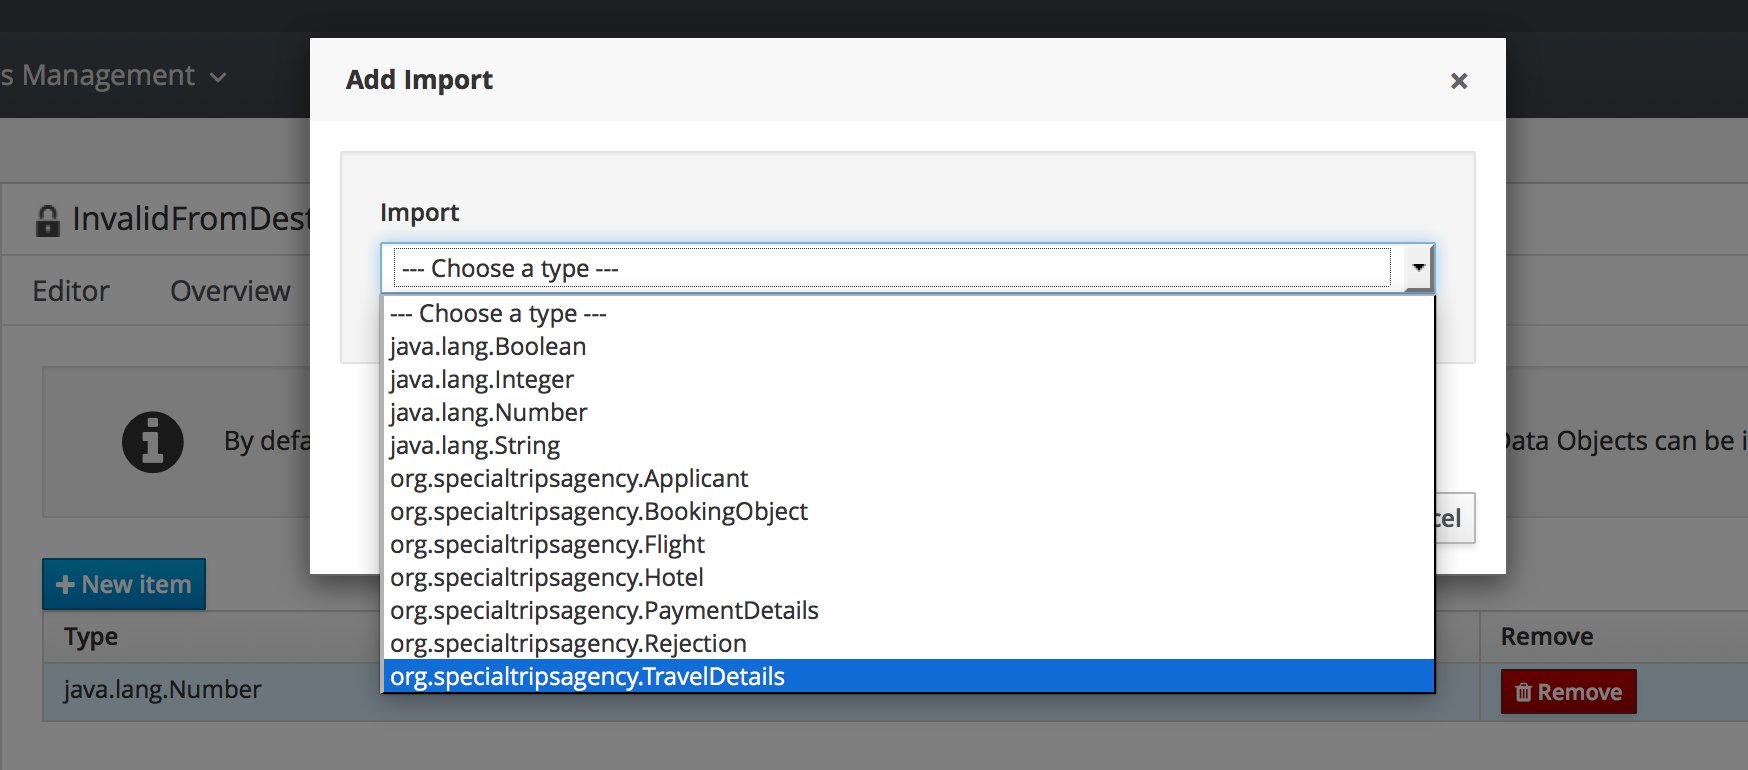 s Management
Add Import
Import
InvalidFromDest
--- Choose a type ---
Editor Overview
--- Choose a type ---
java.lang.Boolean
java.lang.Integer
java.lang.Number
By defa
Data Objects can be i
java.lang.String
org.specialtripsagency.Applicant
org.specialtripsagency.BookingObject
cel
org.specialtripsagency.Flight
org.specialtripsagency.Hotel
New item
org.specialtripsagency.PaymentDetails
Type
Remove
org.specialtripsagency.Rejection
org.specialtripsagency.TravelDetails
java.lang.Number
Remove